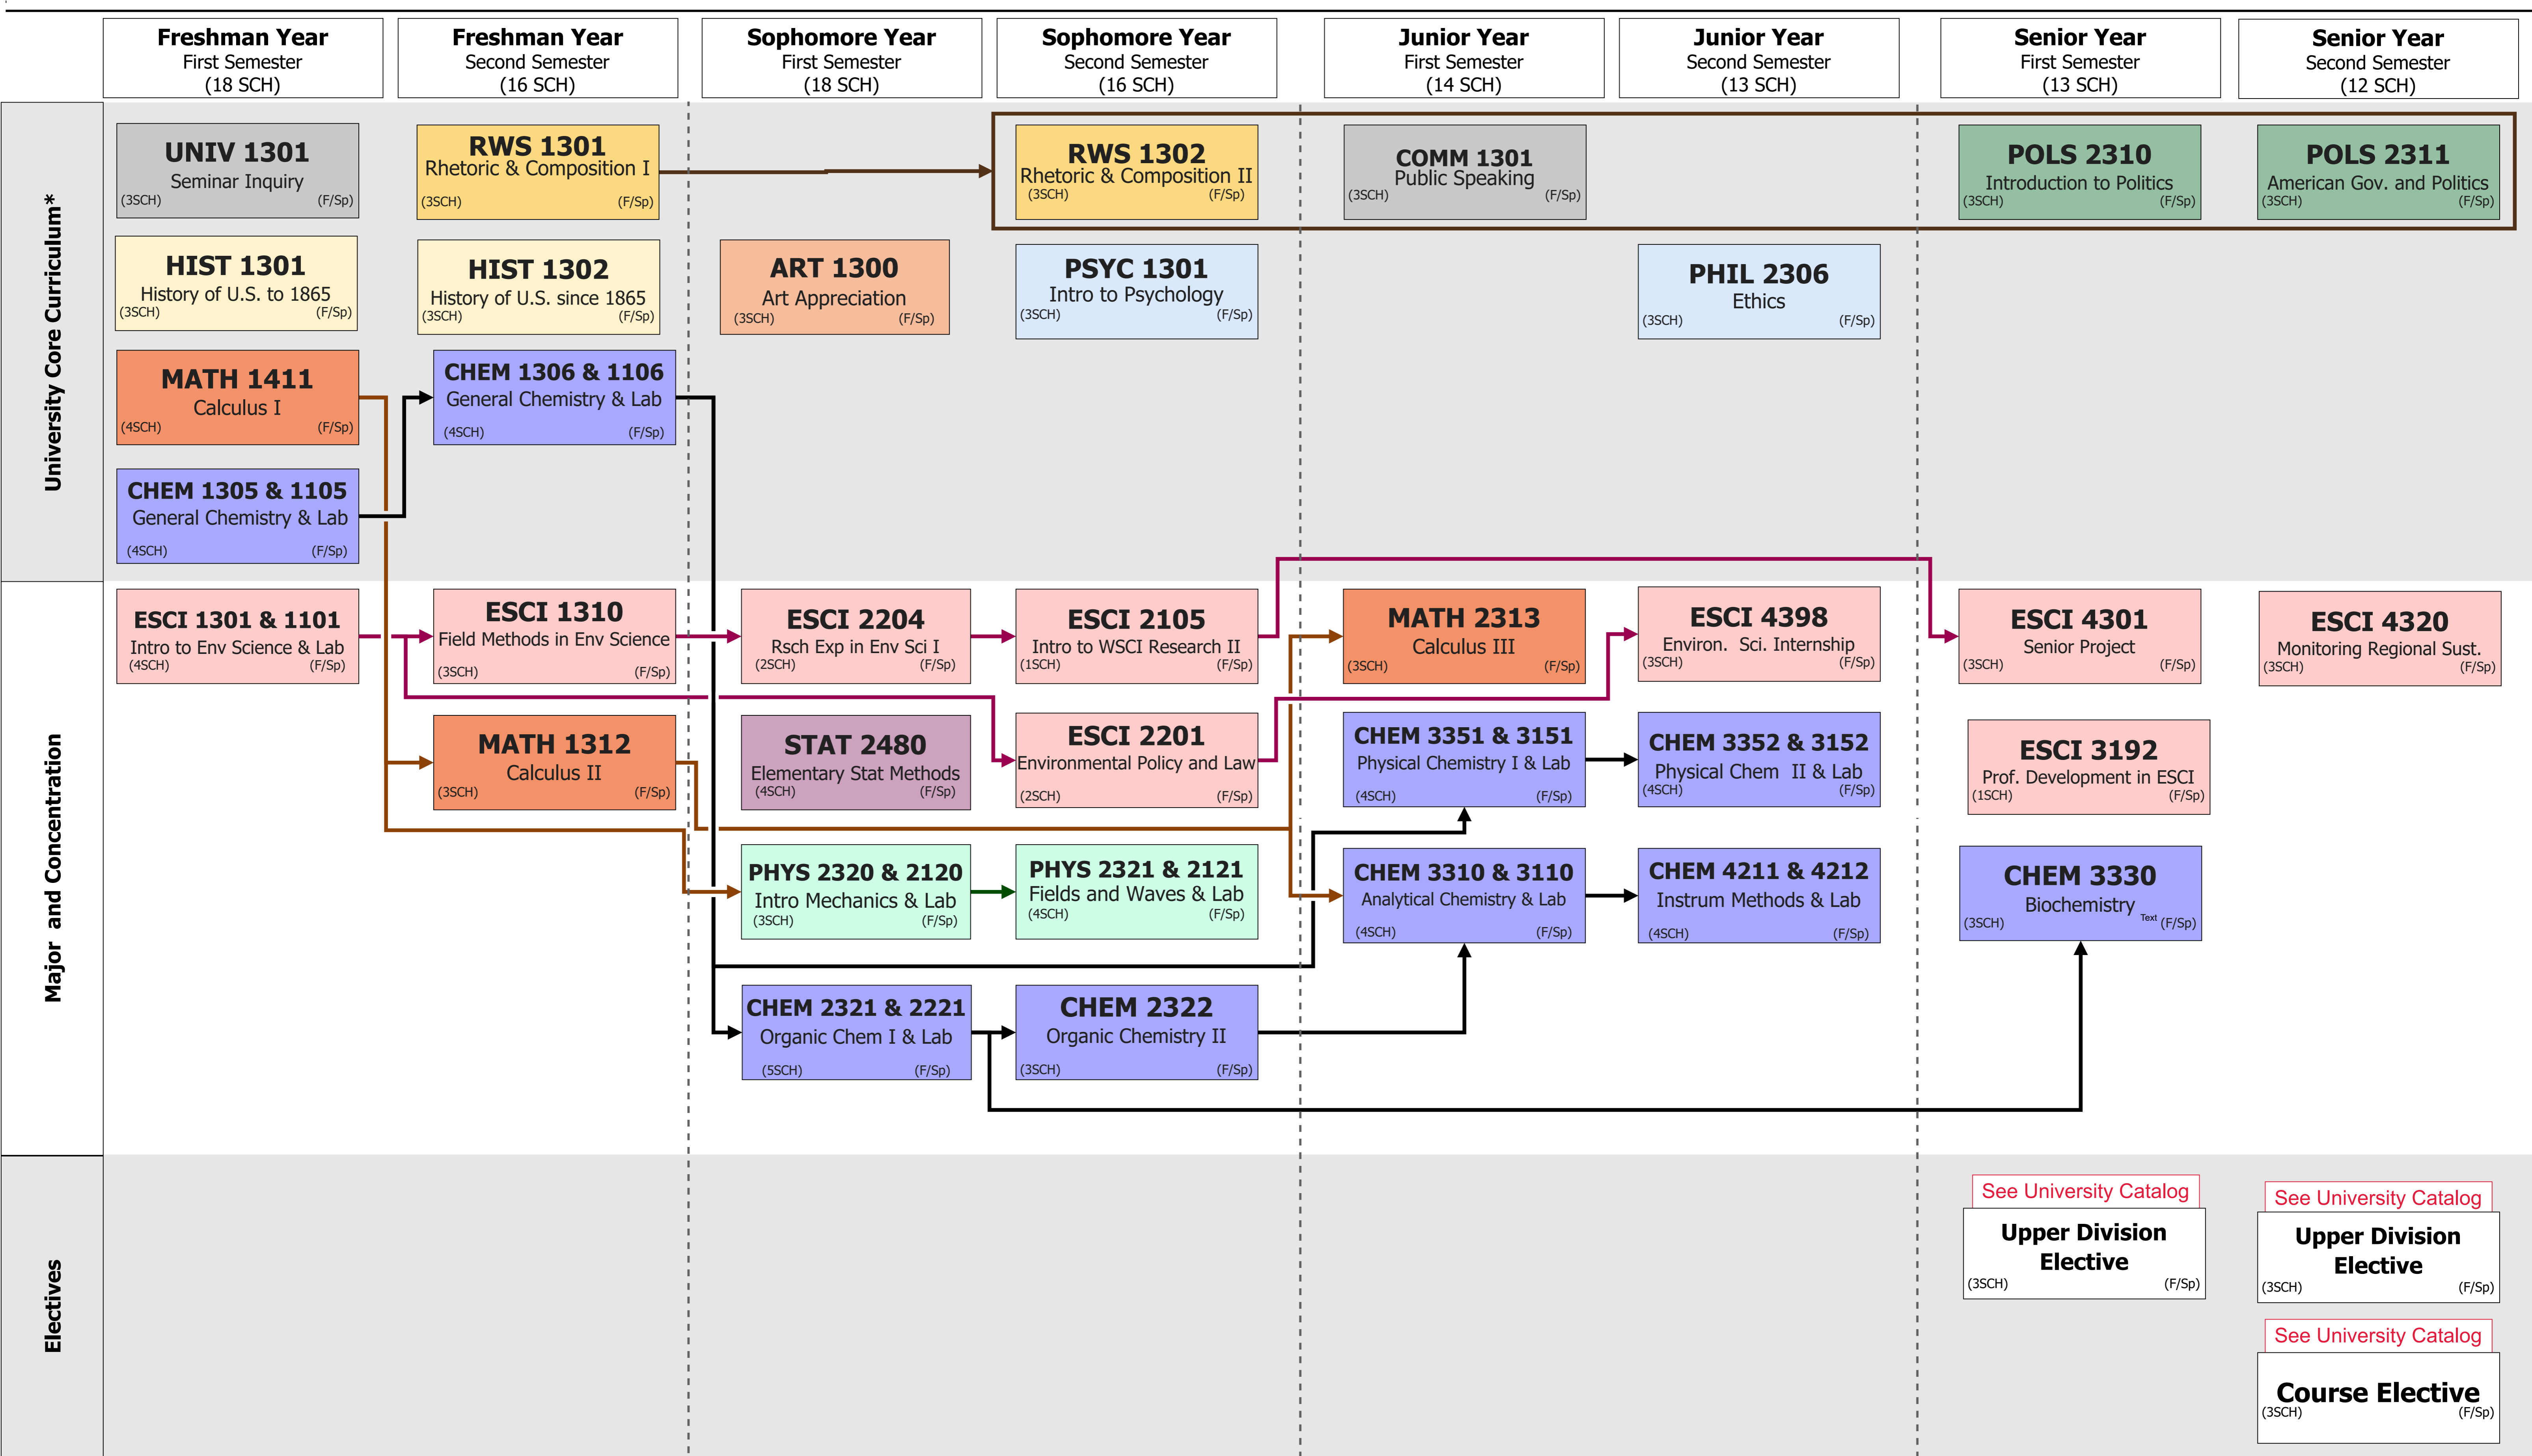 Freshman Year
First Semester
(18 SCH)
Freshman Year
Second Semester
(16 SCH)
Sophomore Year
First Semester
(18 SCH)
Sophomore Year
Second Semester
(16 SCH)
Junior Year
First Semester
(14 SCH)
Junior Year
Second Semester
(13 SCH)
Senior Year
First Semester
(13 SCH)
Senior Year
Second Semester
(12 SCH)
University Core Curriculum*
UNIV 1301
Seminar Inquiry
(3SCH) (F/Sp)
RWS 1301
Rhetoric & Composition I
(3SCH) (F/Sp)
RWS 1302
Rhetoric & Composition II
(3SCH) (F/Sp)
COMM 1301
Public Speaking
(3SCH) (F/Sp)
POLS 2310
Introduction to Politics
(3SCH) (F/Sp)
POLS 2311
American Gov. and Politics
(3SCH) (F/Sp)
HIST 1301
History of U.S. to 1865
(3SCH) (F/Sp)
HIST 1302
History of U.S. since 1865
(3SCH) (F/Sp)
ART 1300
Art Appreciation
(3SCH) (F/Sp)
PSYC 1301
Intro to Psychology
(3SCH) (F/Sp)
PHIL 2306
Ethics
(3SCH) (F/Sp)
MATH 1411
Calculus I
(4SCH) (F/Sp)
CHEM 1306 & 1106
General Chemistry & Lab
(4SCH) (F/Sp)
CHEM 1305 & 1105
General Chemistry & Lab
(4SCH) (F/Sp)
Major and Concentration
ESCI 1301 & 1101
Intro to Env Science & Lab
(4SCH) (F/Sp)
ESCI 1310
Field Methods in Env Science
(3SCH) (F/Sp)
ESCI 2204
Rsch Exp in Env Sci I
(2SCH) (F/Sp)
ESCI 2105
Intro to WSCI Research II
(1SCH) (F/Sp)
MATH 2313
Calculus III
(3SCH) (F/Sp)
ESCI 4398
Environ. Sci. Internship
(3SCH) (F/Sp)
ESCI 4301
Senior Project
(3SCH) (F/Sp)
ESCI 4320
Monitoring Regional Sust.
(3SCH) (F/Sp)
MATH 1312
Calculus II
(3SCH) (F/Sp)
STAT 2480
Elementary Stat Methods
(4SCH) (F/Sp)
ESCI 2201
Environmental Policy and Law
(2SCH) (F/Sp)
CHEM 3351 & 3151
Physical Chemistry I & Lab
(4SCH) (F/Sp)
CHEM 3352 & 3152
Physical Chem II & Lab
(4SCH) (F/Sp)
ESCI 3192
Prof. Development in ESCI
(1SCH) (F/Sp)
PHYS 2320 & 2120
Intro Mechanics & Lab
(3SCH) (F/Sp)
PHYS 2321 & 2121
Fields and Waves & Lab
(4SCH) (F/Sp)
CHEM 3310 & 3110
Analytical Chemistry & Lab
(4SCH) (F/Sp)
CHEM 4211 & 4212
Instrum Methods & Lab
(4SCH) (F/Sp)
CHEM 3330
Biochemistry
(3SCH) Text (F/Sp)
CHEM 2321 & 2221
Organic Chem I & Lab
(5SCH) (F/Sp)
CHEM 2322
Organic Chemistry II
(3SCH) (F/Sp)
Electives
See University Catalog
Upper Division
Elective
(3SCH) (F/Sp)
See University Catalog
Upper Division
Elective
(3SCH) (F/Sp)
See University Catalog
Course Elective
(3SCH) (F/Sp)